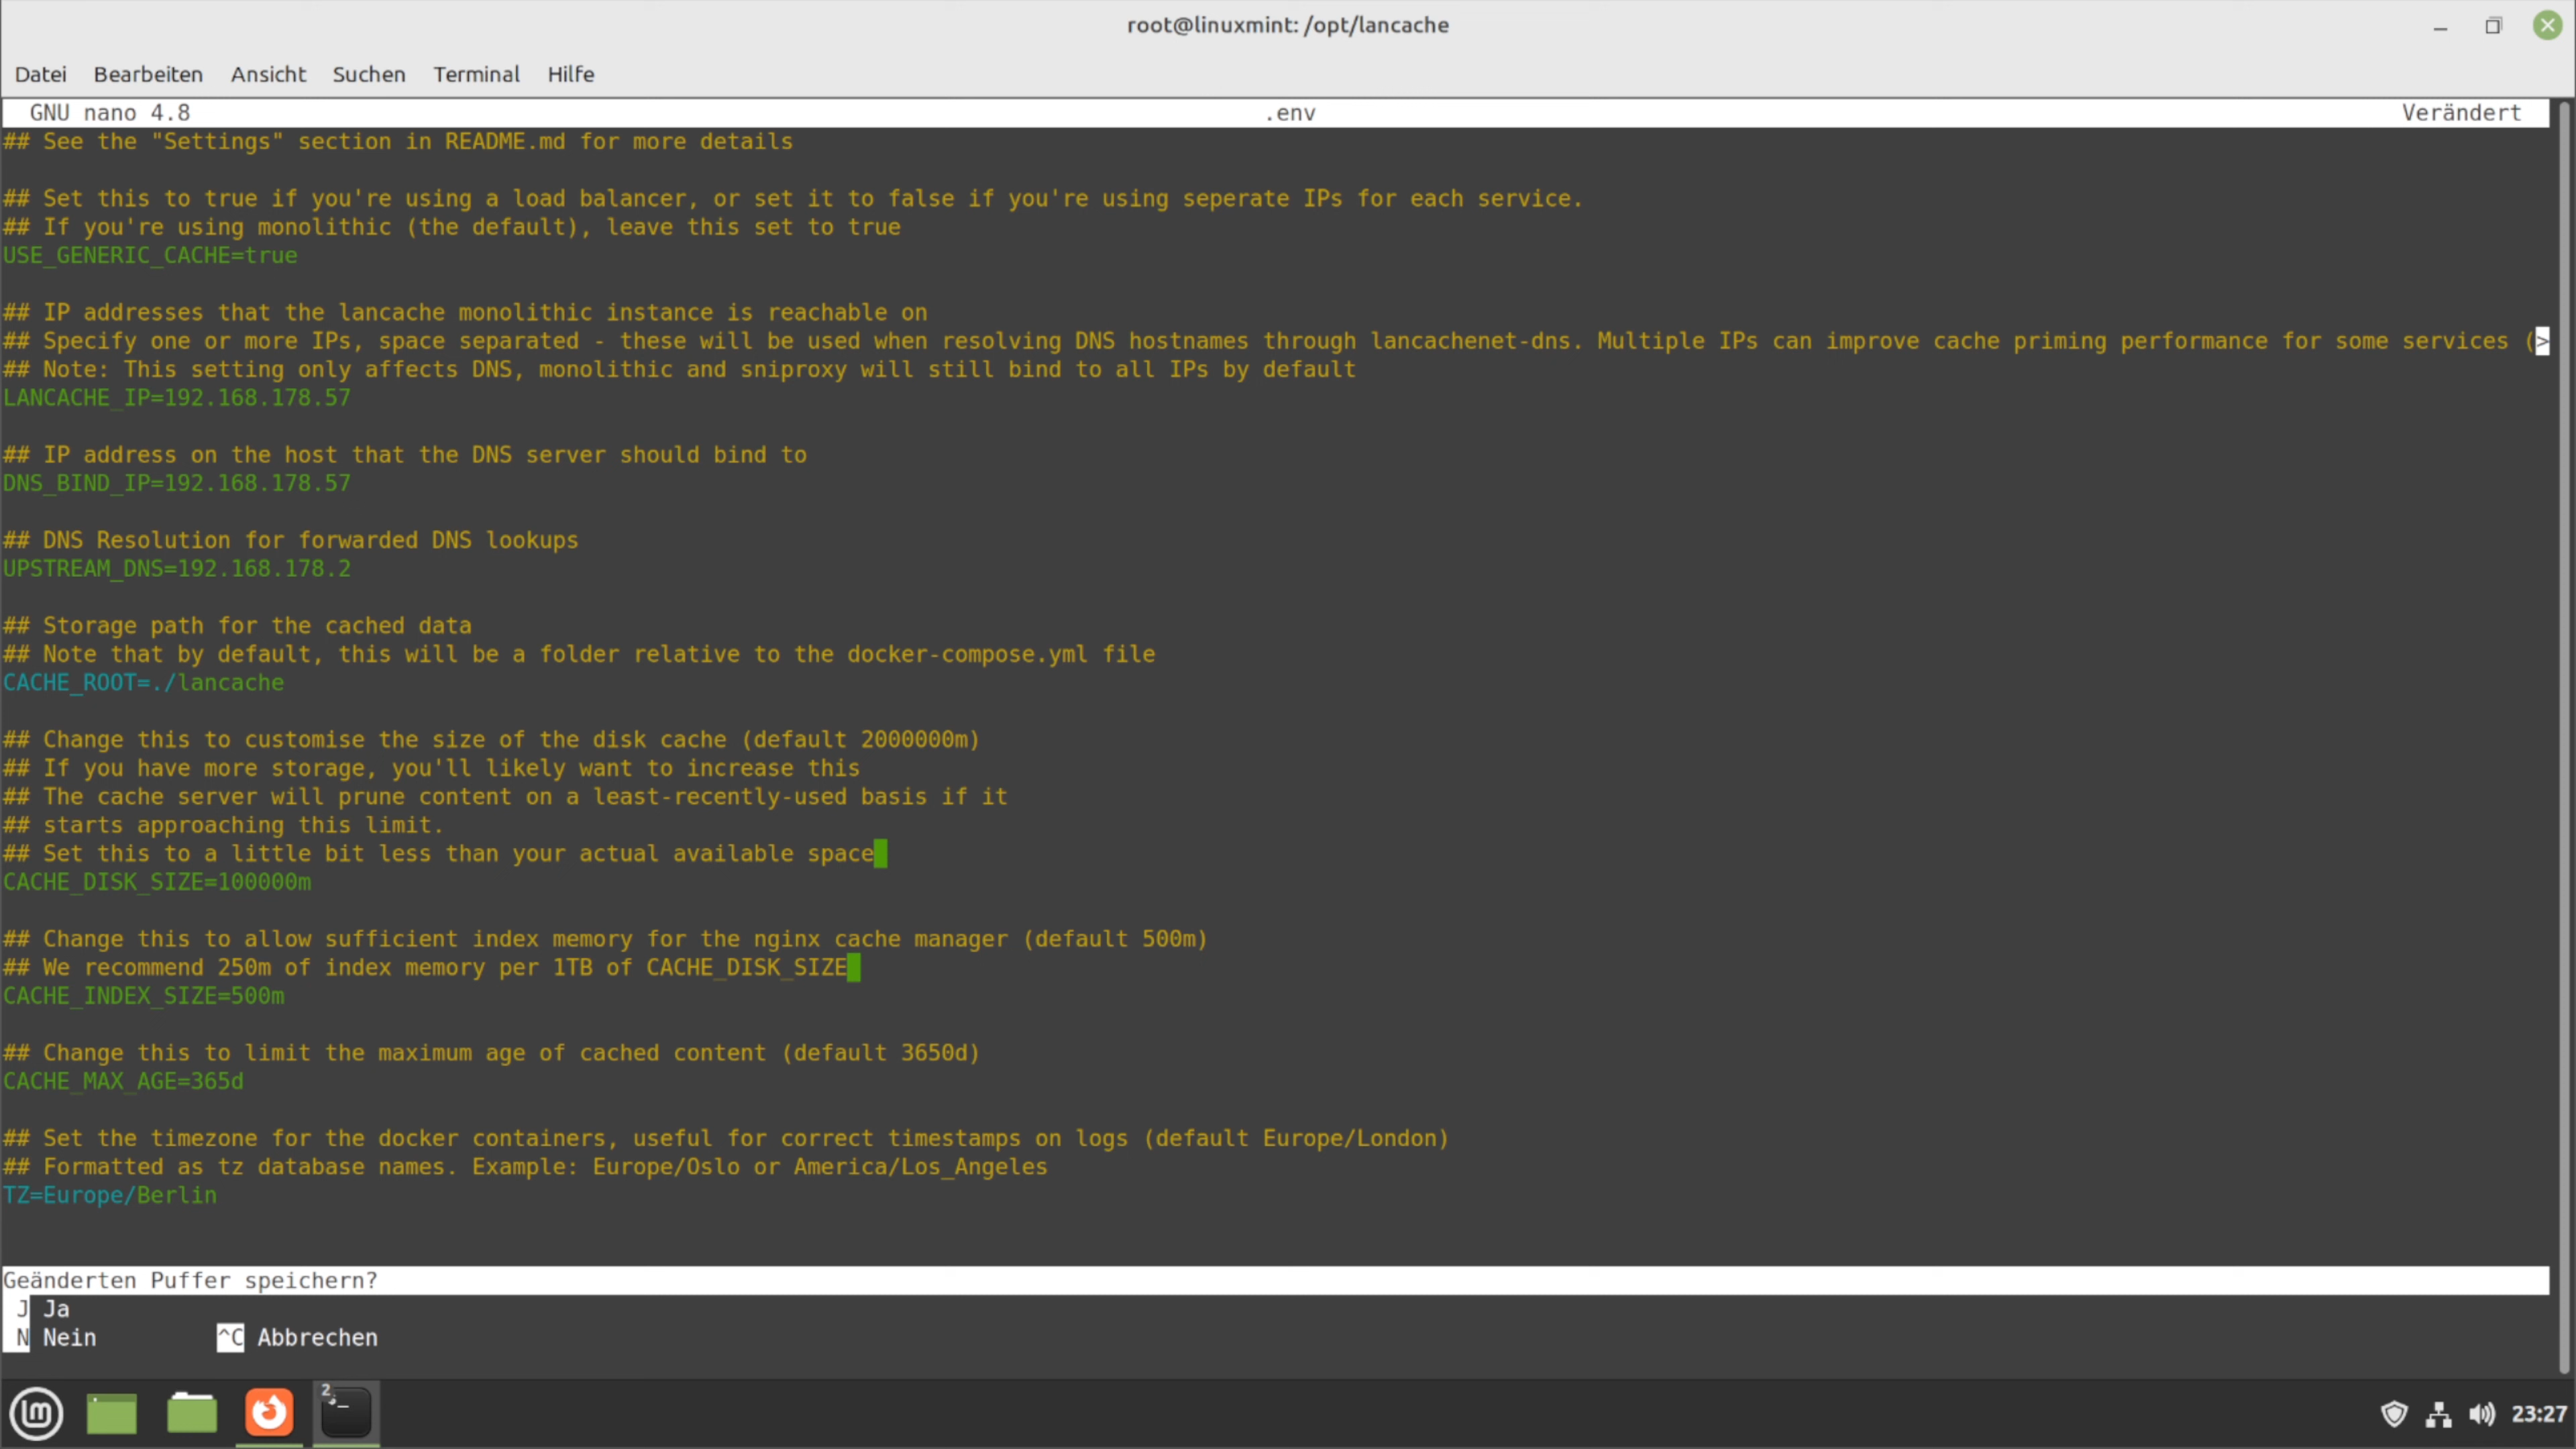 root@linuxmint: /opt/lancache
Datei Bearbeiten Ansicht Suchen Terminal Hilfe
GNU nano 4.8 .env Verändert
## See the "Settings" section in README.md for more details
## Set this to true if you're using a load balancer, or set it to false if you're using seperate IPs for each service.
## If you're using monolithic (the default), leave this set to true
USE_GENERIC_CACHE=true
## IP addresses that the lancache monolithic instance is reachable on
## Specify one or more IPs, space separated - these will be used when resolving DNS hostnames through lancachenet-dns. Multiple IPs can improve cache priming performance for some services (>
## Note: This setting only affects DNS, monolithic and sniproxy will still bind to all IPs by default
LANCACHE_IP=192.168.178.57
## IP address on the host that the DNS server should bind to
DNS_BIND_IP=192.168.178.57
## DNS Resolution for forwarded DNS lookups
UPSTREAM_DNS=192.168.178.2
## Storage path for the cached data
## Note that by default, this will be a folder relative to the docker-compose.yml file
CACHE_ROOT=./lancache
## Change this to customise the size of the disk cache (default 2000000m)
## If you have more storage, you'll likely want to increase this
## The cache server will prune content on a least-recently-used basis if it
## starts approaching this limit.
## Set this to a little bit less than your actual available space
CACHE_DISK_SIZE=100000m
## Change this to allow sufficient index memory for the nginx cache manager (default 500m)
## We recommend 250m of index memory per 1TB of CACHE_DISK_SIZE
CACHE_INDEX_SIZE=500m
## Change this to limit the maximum age of cached content (default 3650d)
CACHE_MAX_AGE=365d
## Set the timezone for the docker containers, useful for correct timestamps on logs (default Europe/London)
## Formatted as tz database names. Example: Europe/Oslo or America/Los_Angeles
TZ=Europe/Berlin
Geänderten Puffer speichern?
J Ja
N Nein ^C Abbrechen
2
23:27